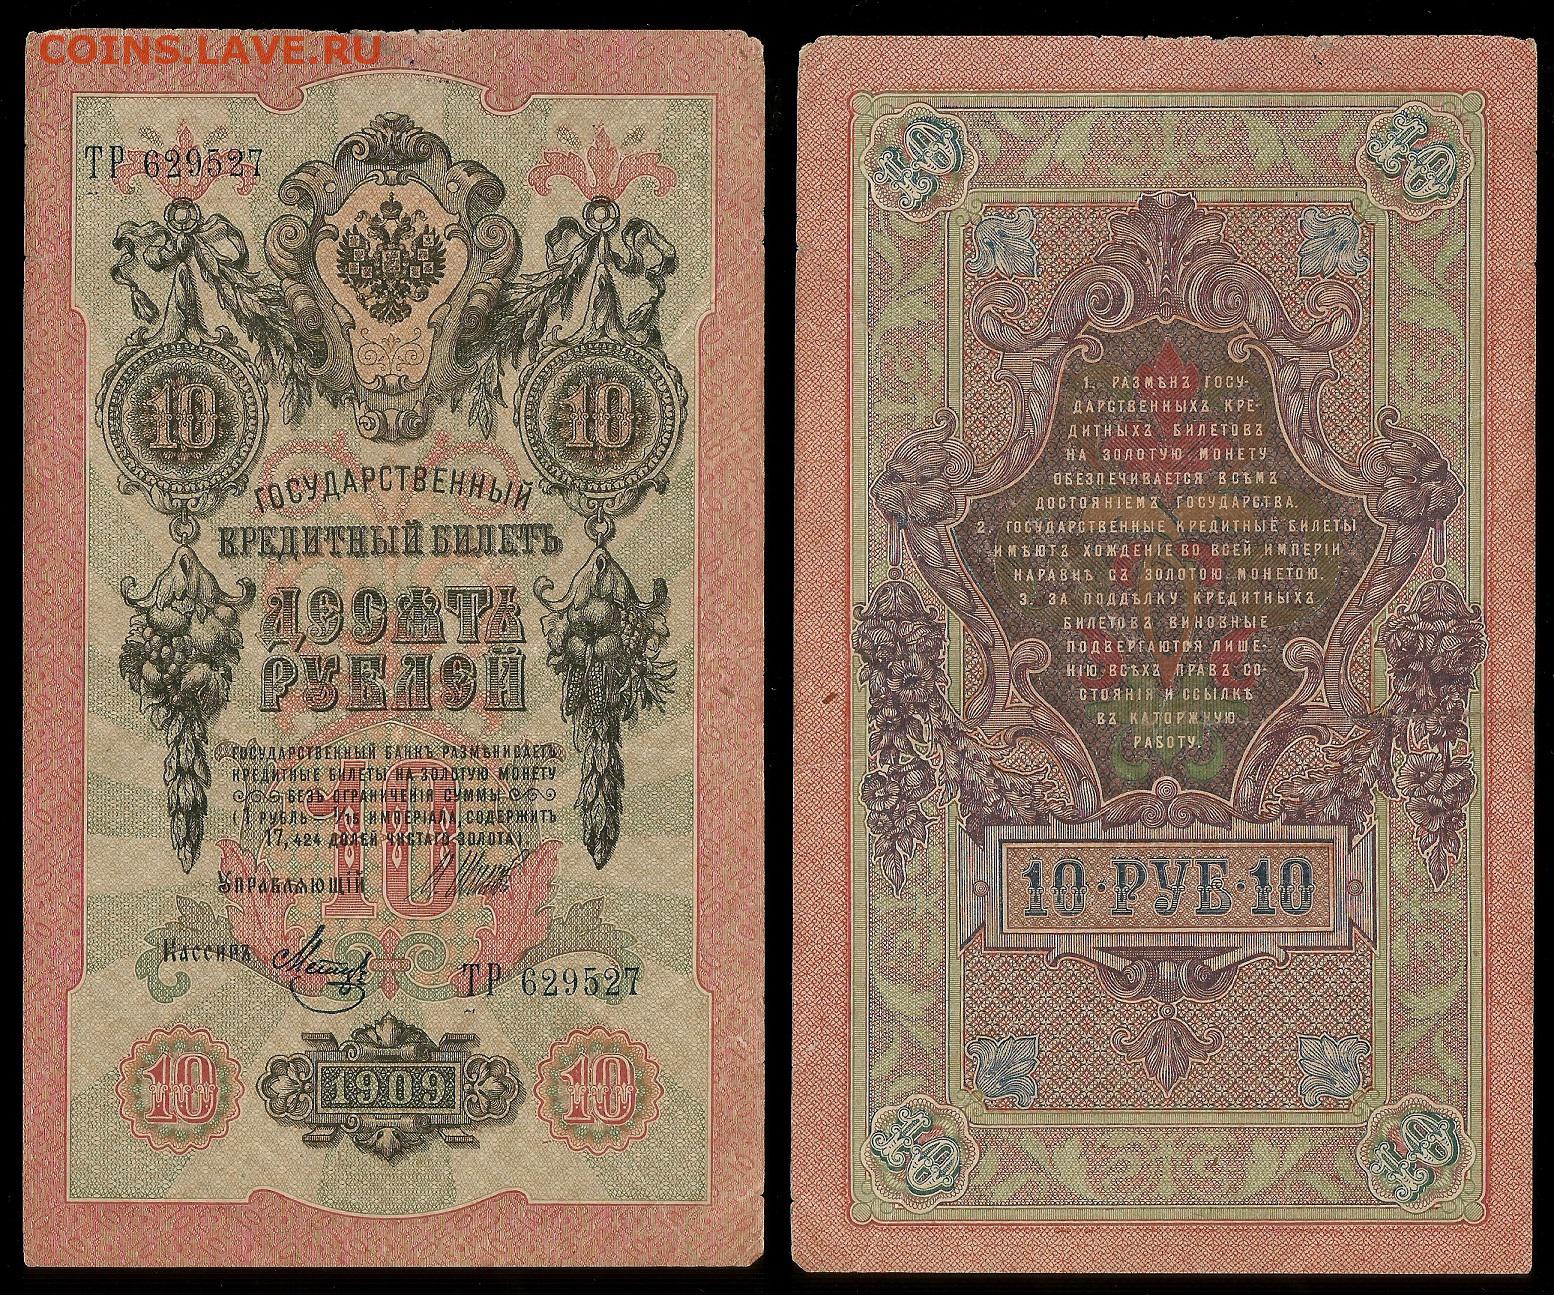 COINS.LAVE.RU
ТР 629527
10 10
ГОСУДАРСТВЕННЫЙ
КРЕДИТНЫЙ БИЛЕТЪ
ДЕСЯТЬ
РУБЛЕЙ
ГОСУДАРСТВЕННЫЙ БАНКЪ РАЗМѢНИВАЕТЪ
КРЕДИТНЫЕ БИЛЕТЫ НА ЗОЛОТУЮ МОНЕТУ
БЕЗЪ ОГРАНИЧЕНІЯ СУММЫ
(1 РУБЛЬ = 1/15 ИМПЕРІАЛА, СОДЕРЖИТЪ
17,424 ДОЛЕЙ ЧИСТАГО ЗОЛОТА).
10
УПРАВЛЯЮЩІЙ
Кассиръ
ТР 629527
10 1909 10
10 10
1. РАЗМѢНЪ ГОСУ-
ДАРСТВЕННЫХЪ КРЕ-
ДИТНЫХЪ БИЛЕТОВЪ
НА ЗОЛОТУЮ МОНЕТУ
ОБЕЗПЕЧИВАЕТСЯ ВСѢМЪ
ДОСТОЯНІЕМЪ ГОСУДАРСТВА.
2. ГОСУДАРСТВЕННЫЕ КРЕДИТНЫЕ БИЛЕТЫ
ИМѢЮТЪ ХОЖДЕНІЕ ВО ВСЕЙ ИМПЕРІИ
НАРАВНѢ СЪ ЗОЛОТОЮ МОНЕТОЮ.
3. ЗА ПОДДѢЛКУ КРЕДИТНЫХЪ
БИЛЕТОВЪ ВИНОВНЫЕ
ПОДВЕРГАЮТСЯ ЛИШЕ-
НІЮ ВСѢХЪ ПРАВЪ СО-
СТОЯНІЯ И ССЫЛКѢ
ВЪ КАТОРЖНУЮ
РАБОТУ.
10 • РУБ • 10
10 10